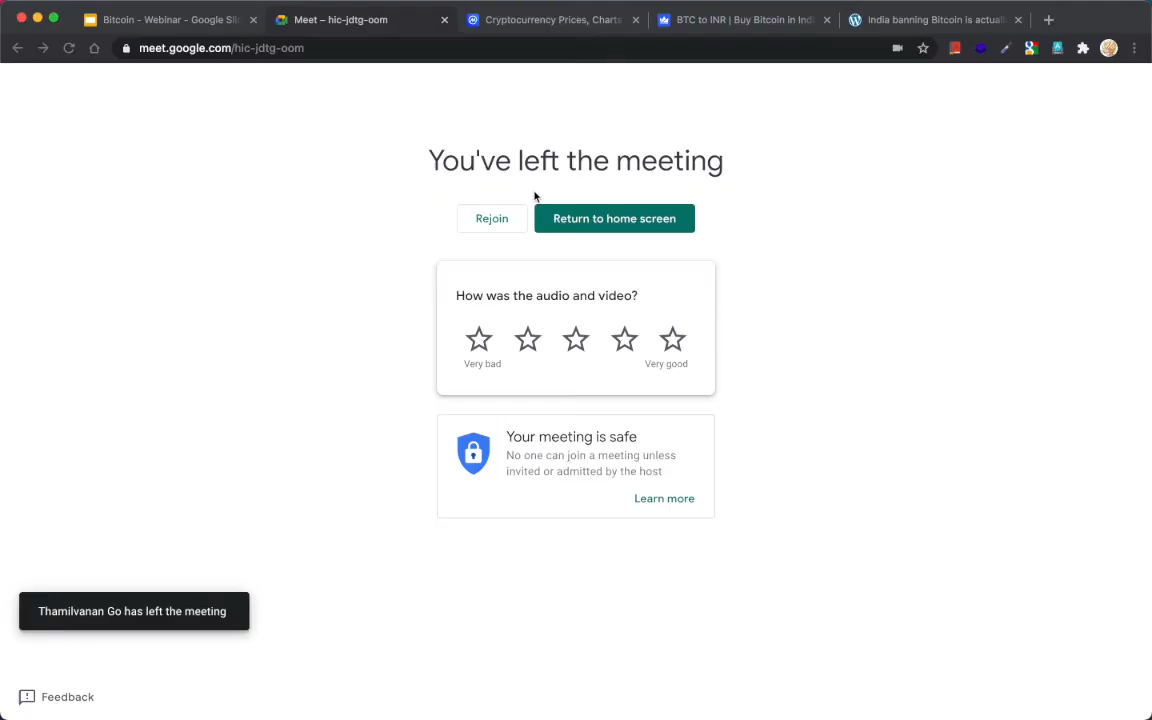 Bitcoin - Webinar - Google Sli
Meet – hic-jdtg-oom
Cryptocurrency Prices, Charts
BTC to INR | Buy Bitcoin in Ind
India banning Bitcoin is actuall
meet.google.com/hic-jdtg-oom
You've left the meeting
Rejoin
Return to home screen
How was the audio and video?
Very bad
Very good
Your meeting is safe
No one can join a meeting unless
invited or admitted by the host
Learn more
Thamilvanan Go has left the meeting
Feedback